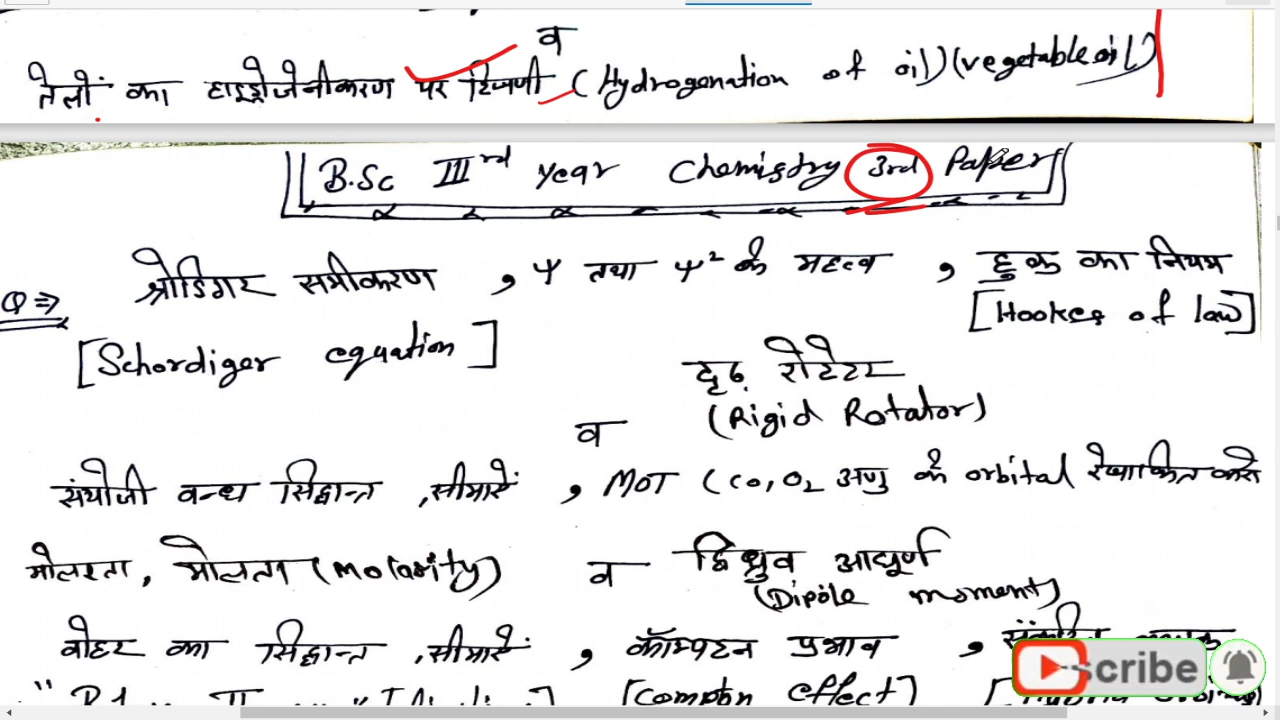 व
तेलों का हाइड्रोजेनीकरण पर टिप्पणी (Hydrogenation of oil)(vegetable oil)
B.Sc IIIrd Year Chemistry 3rd Paper
Q⇒ श्रोडिंगर समीकरण , ψ तथा ψ² के महत्व , हुक का नियम
[Schordiger equation] [Hookes of law]
दृढ़ रोटेटर
व (Rigid Rotator)
संयोजी बन्ध सिद्धान्त , सीमाऐं , MOT (CO, O₂ अणु के orbital रेखांकित करो
मोलरता, मोलता (Molarity) व द्विध्रुव आघूर्ण
(Dipole moment)
बोहर का सिद्धान्त , सीमाऐं , कॉम्पटन प्रभाव ,
[Compton effect]
scribe